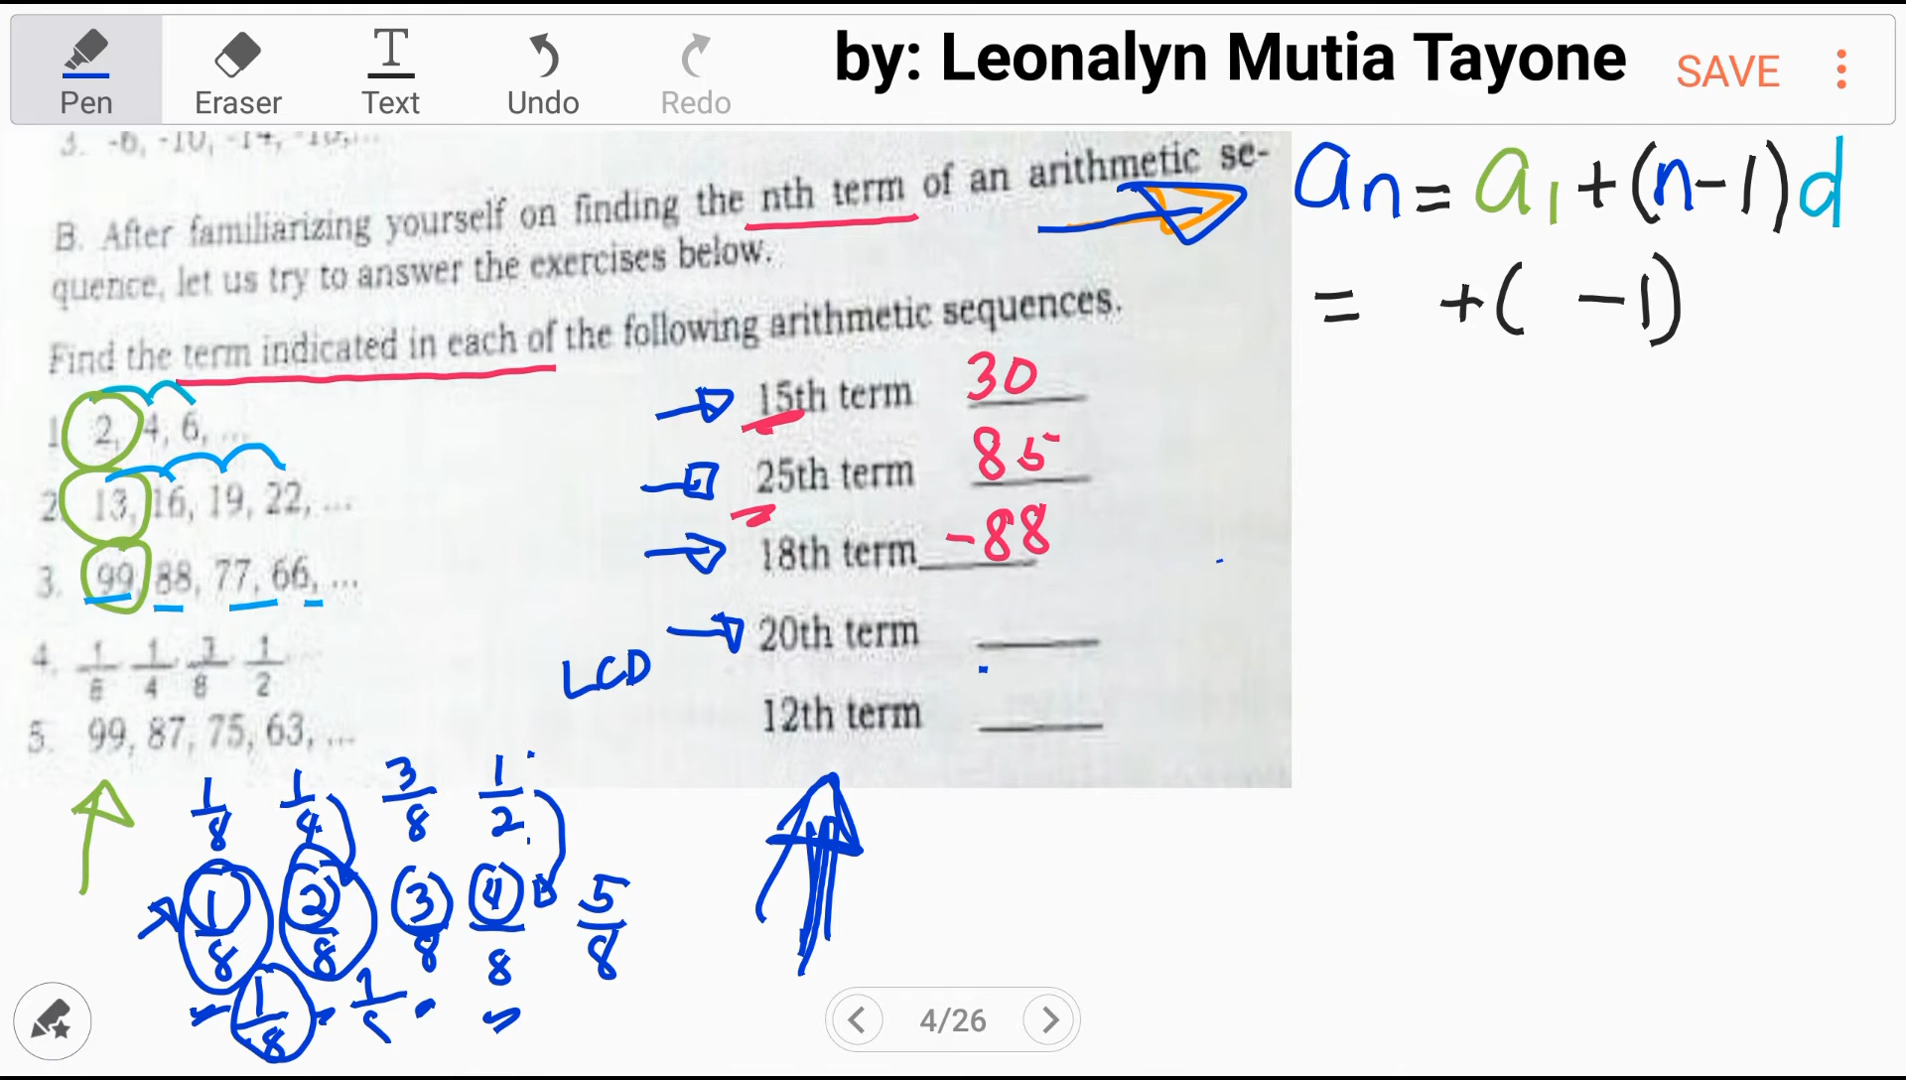 by: Leonalyn Mutia Tayone
SAVE
Pen
Eraser
Text
Undo
Redo
3. -6, -10, -14,
B. After familiarizing yourself on finding the nth term of an arithmetic se-
quence, let us try to answer the exercises below.
Find the term indicated in each of the following arithmetic sequences.
1 2, 4, 6, ... 15th term 30
2. 13, 16, 19, 22, ... 25th term 85
3. 99, 88, 77, 66, ... 18th term -88
4. 1/8 1/4 3/8 1/2 ... 20th term
LCD
5. 99, 87, 75, 63, ... 12th term
an = a1 + (n-1)d
= +( -1)
1/8 1/4 3/8 1/2
1/8 2/8 3/8 4/8 5/8
1/8
4/26